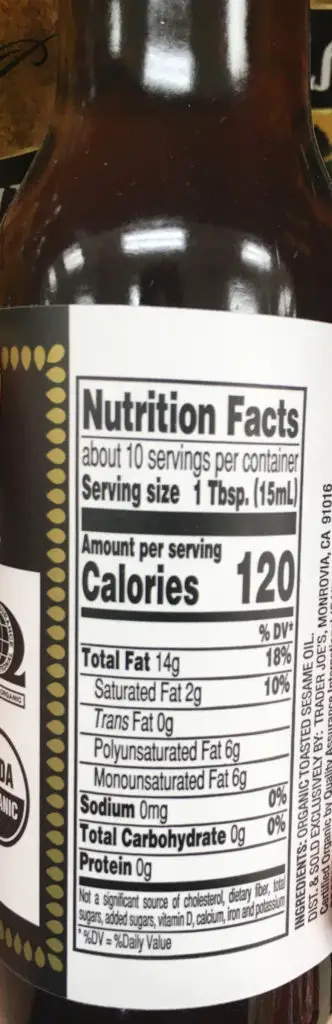 Nutrition Facts
about 10 servings per container
Serving size 1 Tbsp. (15mL)
Amount per serving
Calories 120
% DV*
Total Fat 14g 18%
Saturated Fat 2g 10%
Trans Fat 0g
Polyunsaturated Fat 6g
Monounsaturated Fat 6g
Sodium 0mg 0%
Total Carbohydrate 0g 0%
Protein 0g
Not a significant source of cholesterol, dietary fiber, total
sugars, added sugars, vitamin D, calcium, iron and potassium
*%DV = %Daily Value
INGREDIENTS: ORGANIC TOASTED SESAME OIL.
DIST & SOLD EXCLUSIVELY BY: TRADER JOE'S, MONROVIA, CA 91016
Certified Organic by Quality Assurance
ORGANIC